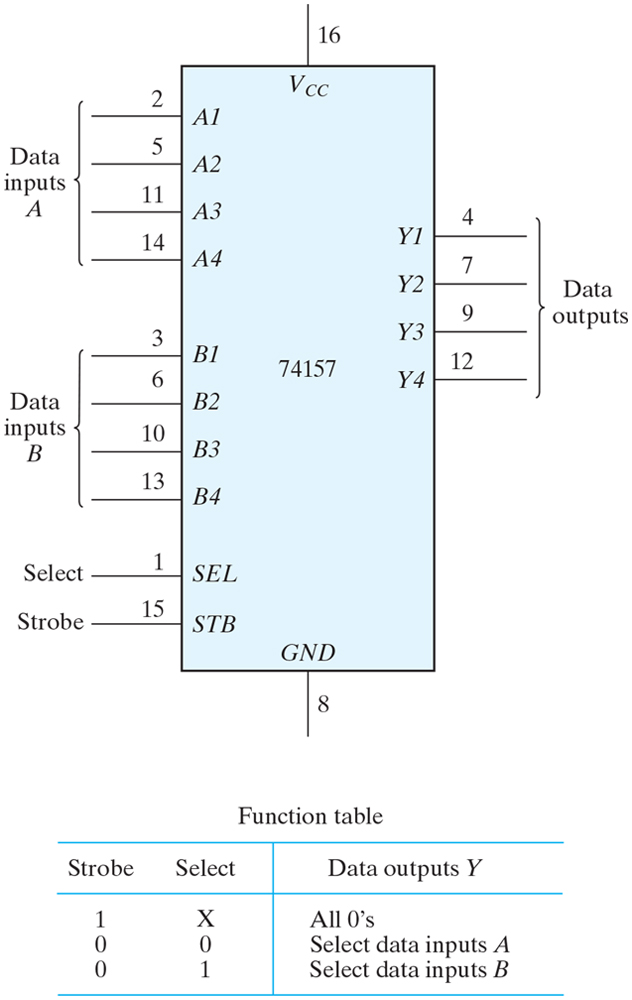 16
VCC
Data
inputs
A
2
A1
5
A2
11
A3
14
A4
Y1
4
Y2
7
Y3
9
Y4
12
Data
outputs
Data
inputs
B
3
B1
6
B2
10
B3
13
B4
74157
Select
1
SEL
Strobe
15
STB
GND
8
Function table
Strobe Select Data outputs Y
1 X All 0’s
0 0 Select data inputs A
0 1 Select data inputs B